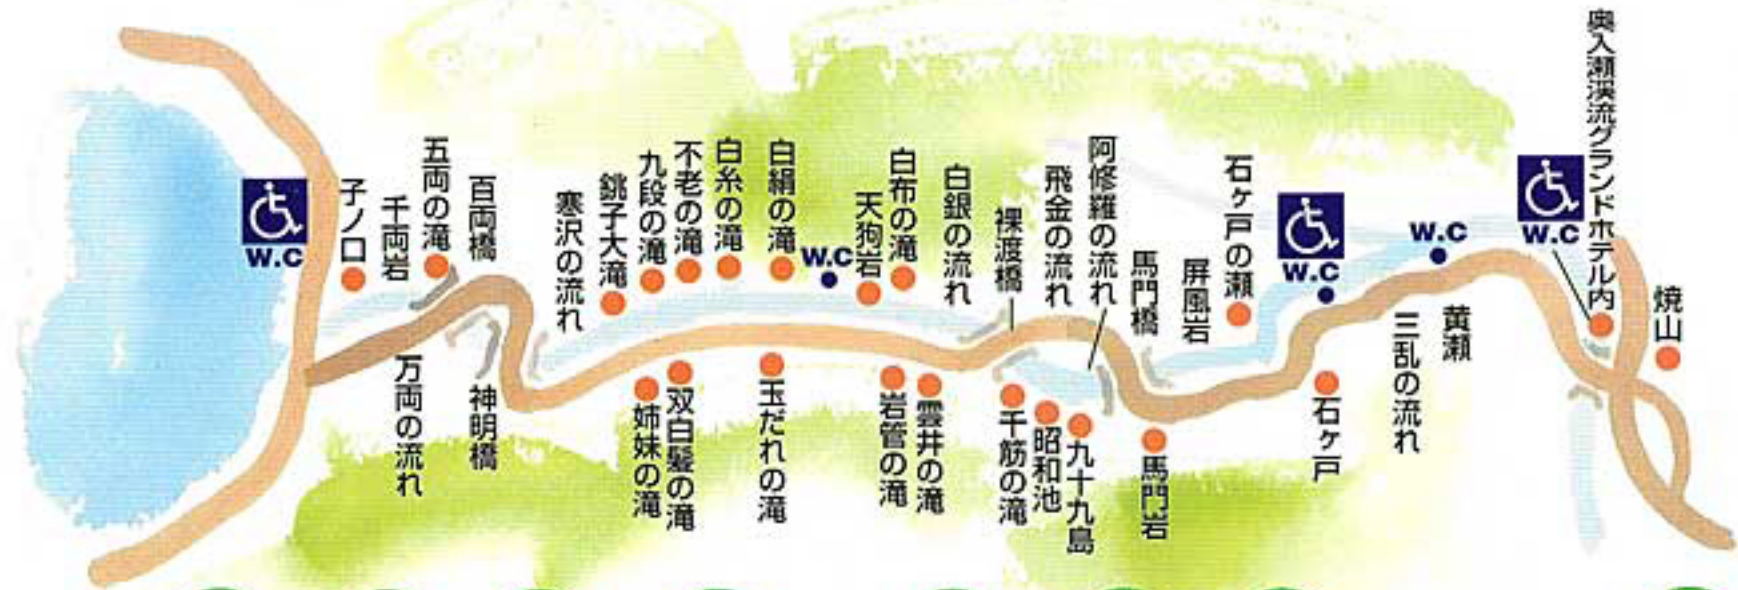 W.C
子ノ口
千両岩
五両の滝
百両橋
万両の流れ
神明橋
寒沢の流れ
銚子大滝
九段の滝
不老の滝
白糸の滝
白絹の滝
W.C
天狗岩
白布の滝
白銀の流れ
裸渡橋
飛金の流れ
阿修羅の流れ
馬門橋
屏風岩
石ヶ戸の瀬
W.C
W.C
W.C
奥入瀬渓流グランドホテル内
焼山
姉妹の滝
双白髪の滝
玉だれの滝
岩管の滝
雲井の滝
千筋の滝
昭和池
九十九島
馬門岩
石ヶ戸
三乱の流れ
黄瀬